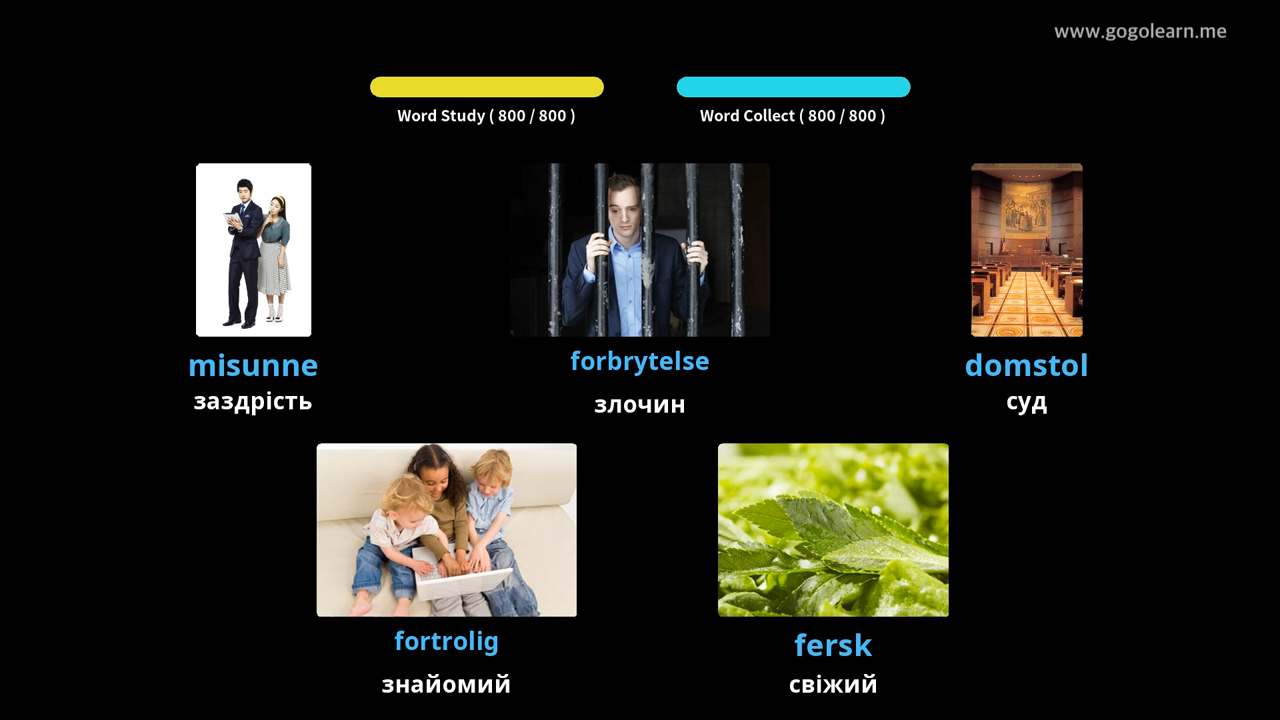 www.gogolearn.me
Word Study ( 800 / 800 )
Word Collect ( 800 / 800 )
misunne
заздрість
forbrytelse
злочин
domstol
суд
fortrolig
знайомий
fersk
свіжий